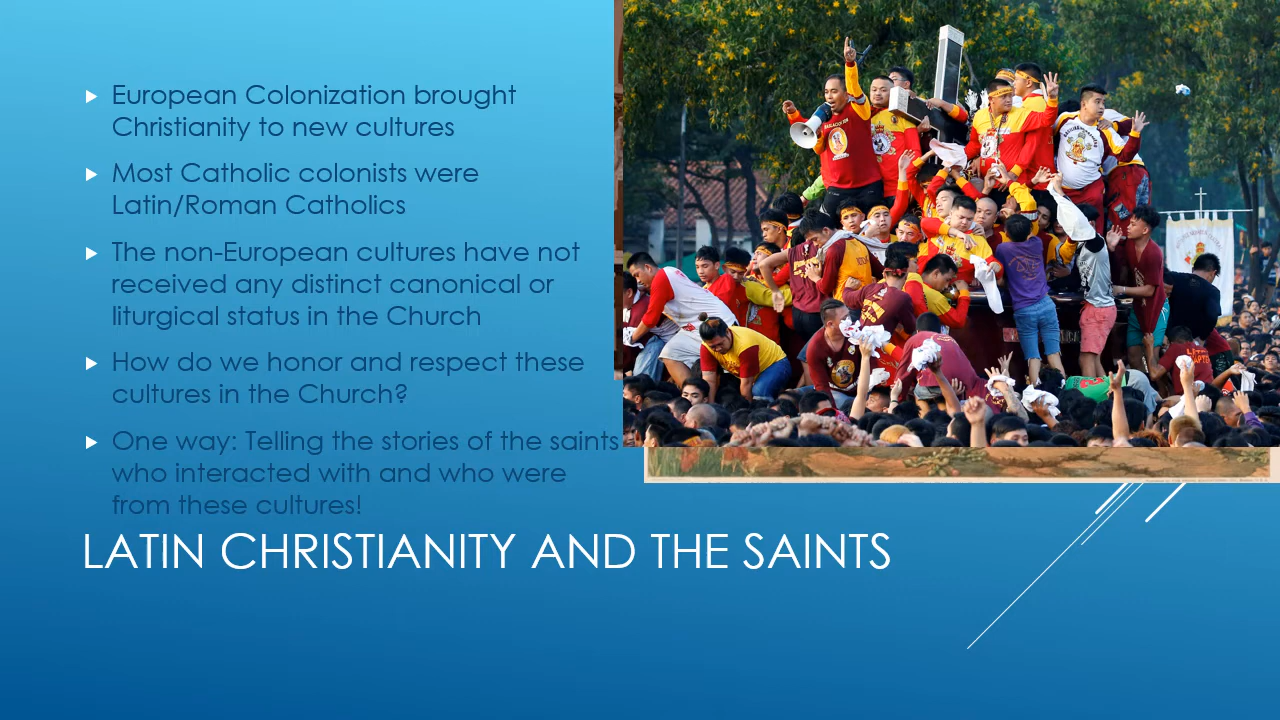 European Colonization brought
Christianity to new cultures
Most Catholic colonists were
Latin/Roman Catholics
The non-European cultures have not
received any distinct canonical or
liturgical status in the Church
How do we honor and respect these
cultures in the Church?
One way: Telling the stories of the saints
who interacted with and who were
from these cultures!
LATIN CHRISTIANITY AND THE SAINTS